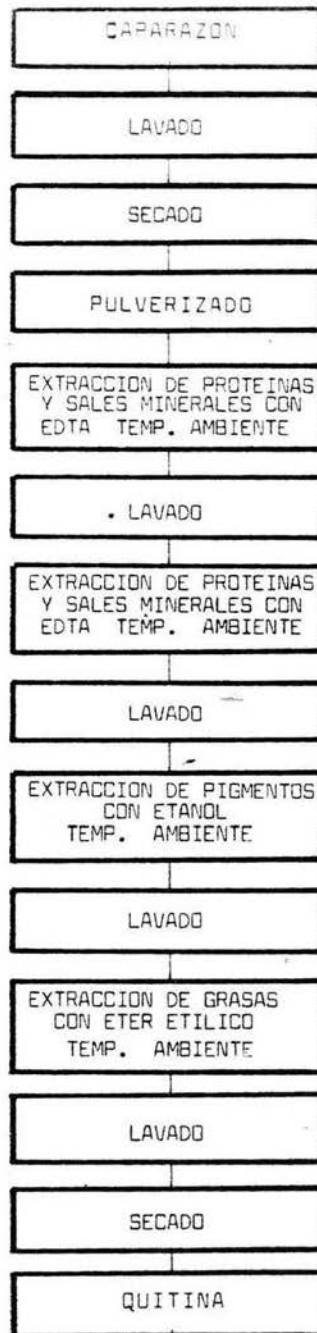 CAPARAZON
LAVADO
SECADO
PULVERIZADO
EXTRACCION DE PROTEINAS
Y SALES MINERALES CON
EDTA TEMP. AMBIENTE
. LAVADO
EXTRACCION DE PROTEINAS
Y SALES MINERALES CON
EDTA TEMP. AMBIENTE
LAVADO
EXTRACCION DE PIGMENTOS
CON ETANOL
TEMP. AMBIENTE
LAVADO
EXTRACCION DE GRASAS
CON ETER ETILICO
TEMP. AMBIENTE
LAVADO
SECADO
QUITINA